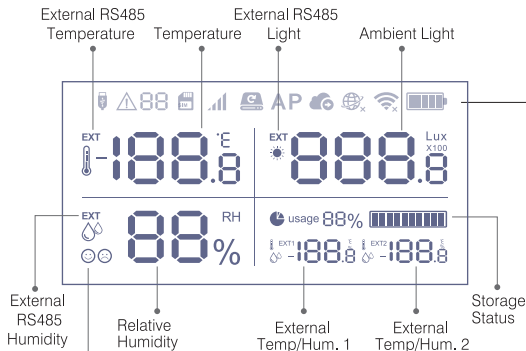 External RS485 Temperature
Temperature
External RS485 Light
Ambient Light
88 AP
EXT
-188.8
°C
EXT
888.8
Lux
X100
EXT
88%
RH
usage 88%
EXT1 -188.8 %
EXT2 -188.8 %
External RS485 Humidity
Relative Humidity
External Temp/Hum. 1
External Temp/Hum. 2
Storage Status